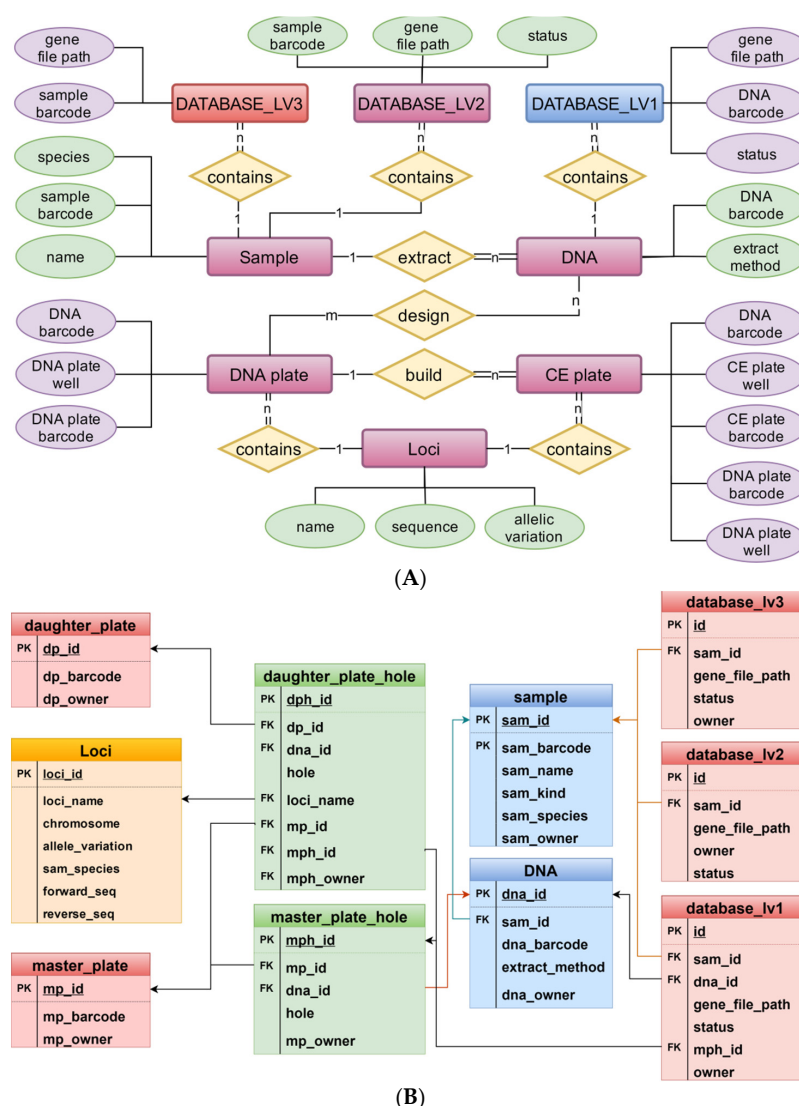 sample
barcode
gene
file path
status
gene
file path
sample
barcode
DATABASE_LV3
DATABASE_LV2
DATABASE_LV1
gene
file path
DNA
barcode
status
n
n
n
contains
contains
contains
1
1
1
species
sample
barcode
name
Sample
1
extract
n
DNA
DNA
barcode
extract
method
m
design
n
DNA
barcode
DNA plate
well
DNA plate
barcode
DNA plate
1
build
n
CE plate
DNA
barcode
CE plate
well
CE plate
barcode
DNA plate
barcode
DNA plate
well
n
n
contains
1
Loci
1
contains
name
sequence
allelic
variation
(A)
daughter_plate
PK dp_id
dp_barcode
dp_owner
Loci
PK loci_id
loci_name
chromosome
allele_variation
sam_species
forward_seq
reverse_seq
master_plate
PK mp_id
mp_barcode
mp_owner
daughter_plate_hole
PK dph_id
FK dp_id
FK dna_id
hole
FK loci_name
FK mp_id
FK mph_id
FK mph_owner
master_plate_hole
PK mph_id
FK mp_id
FK dna_id
hole
mp_owner
sample
PK sam_id
PK sam_barcode
sam_name
sam_kind
sam_species
sam_owner
DNA
PK dna_id
FK sam_id
dna_barcode
extract_method
dna_owner
database_lv3
PK id
FK sam_id
gene_file_path
status
owner
database_lv2
PK id
FK sam_id
gene_file_path
owner
status
database_lv1
PK id
FK sam_id
FK dna_id
gene_file_path
status
FK mph_id
owner
(B)